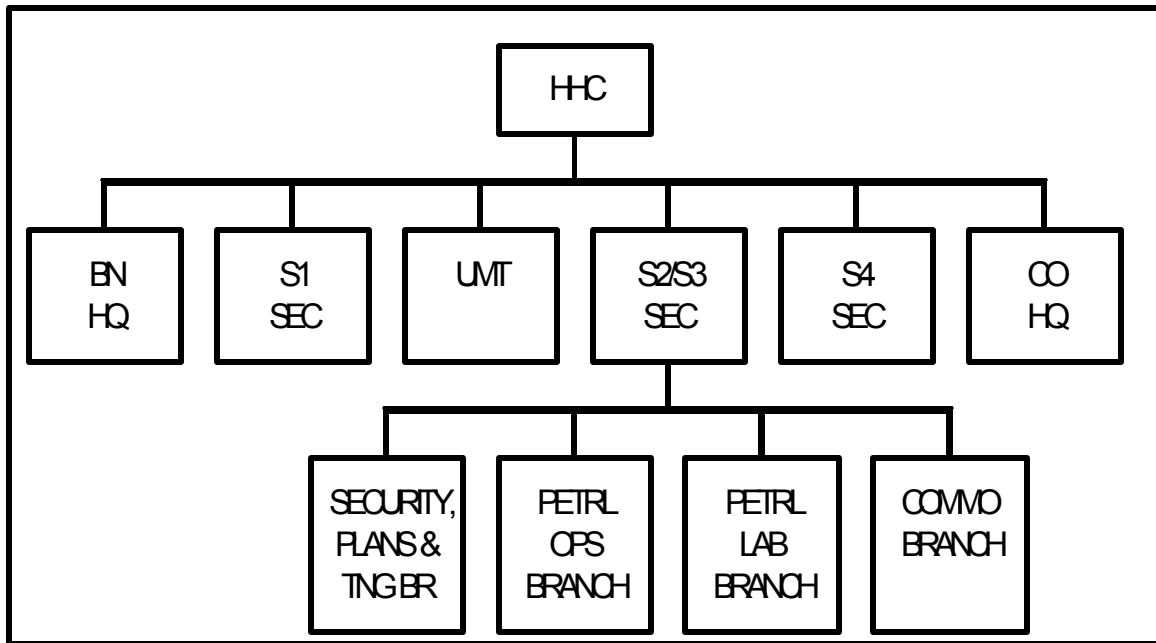 HHC
BN
HQ
S1
SEC
UMT
S2/S3
SEC
S4
SEC
CO
HQ
SECURITY,
PLANS &
TNG BR
PETRL
OPS
BRANCH
PETRL
LAB
BRANCH
COMMO
BRANCH